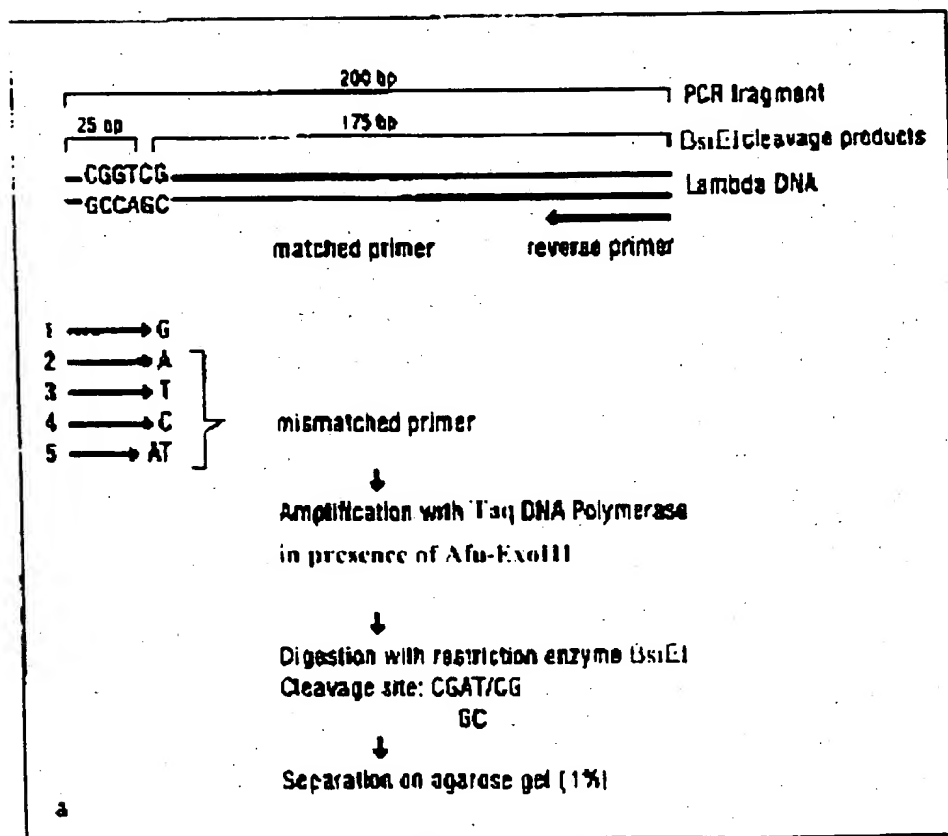 200 bp
PCR fragment
25 bp 175 bp
BsiEI cleavage products
CGGTCG
Lambda DNA
GCCAGC
matched primer reverse primer
1 G
2 A
3 T
4 C
5 AT
mismatched primer
Amplification with Taq DNA Polymerase
in presence of Afu-ExoIII
Digestion with restriction enzyme BsiEI
Cleavage site: CGAT/CG
GC
Separation on agarose gel (1%)
a